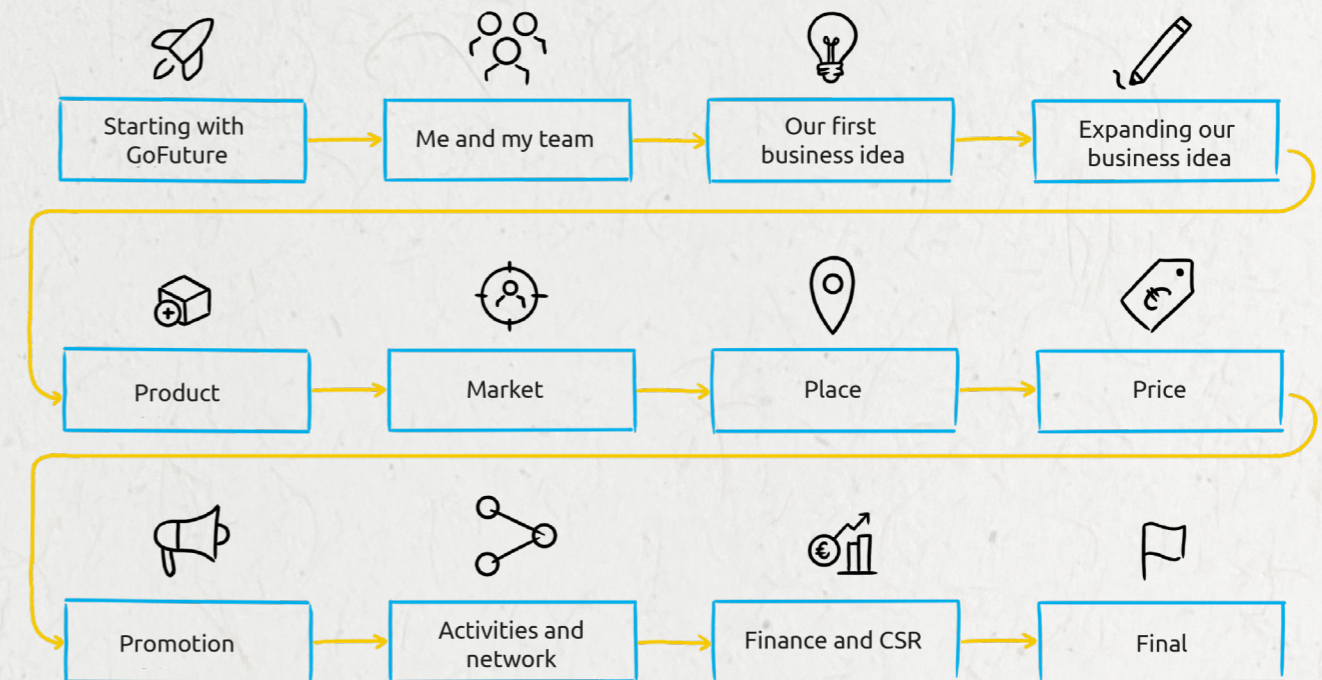 Starting with
GoFuture
Me and my team
Our first
business idea
Expanding our
business idea
Product
Market
Place
€
Price
Promotion
Activities and
network
€
Finance and CSR
Final